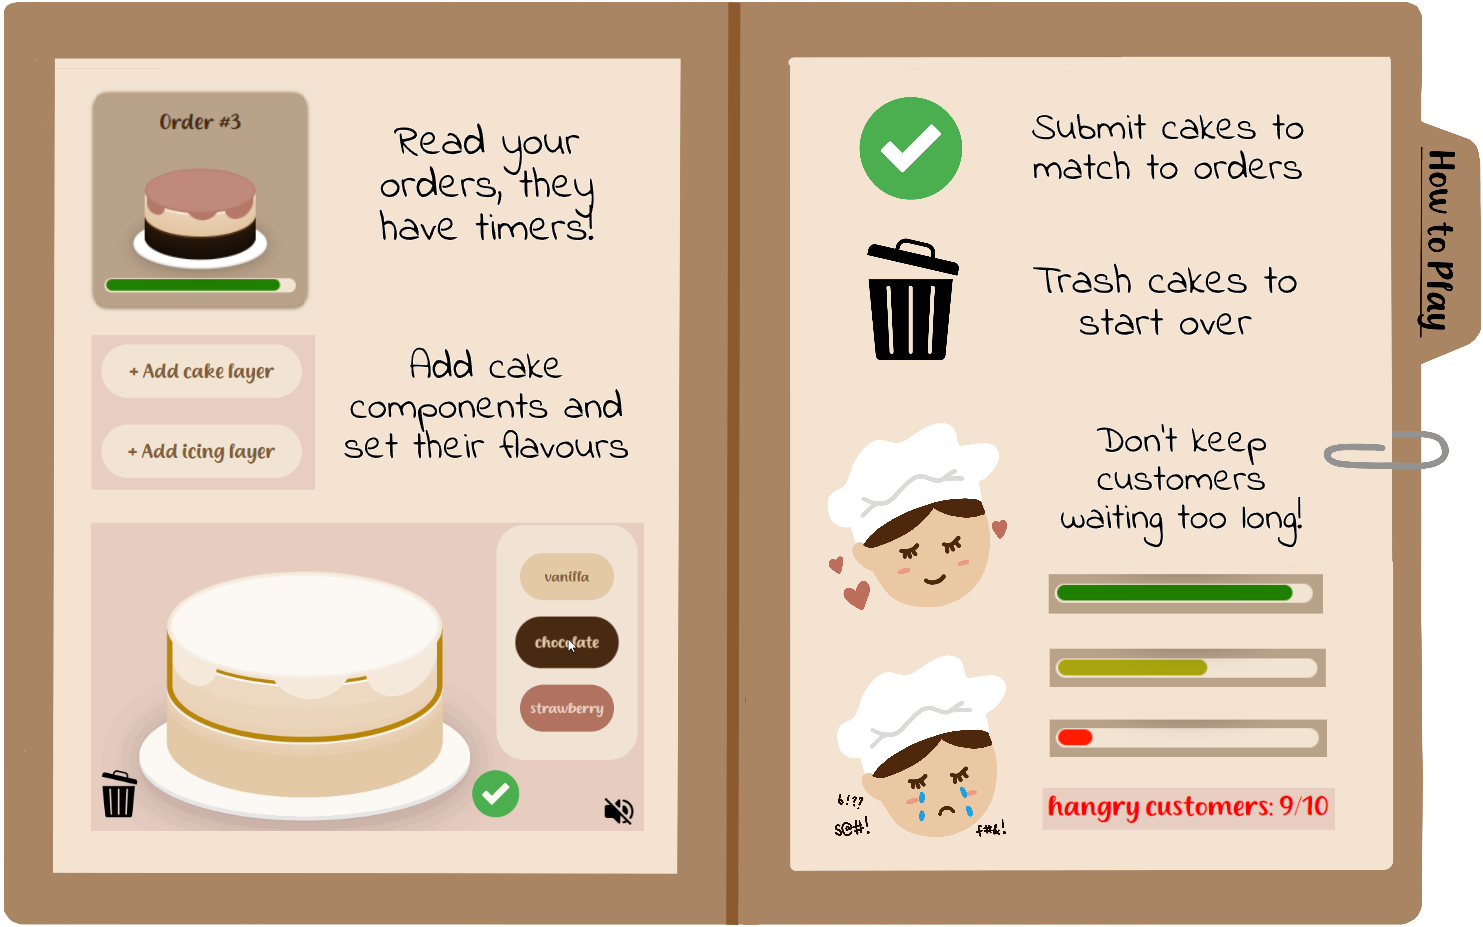 Order #3
Read your
orders, they
have timers!
+ Add cake layer
+ Add icing layer
Add cake
components and
set their flavours
vanilla
chocolate
strawberry
Submit cakes to
match to orders
Trash cakes to
start over
Don't keep
customers
waiting too long!
6!??
s@#!
f#&!
hangry customers: 9/10
How to Play